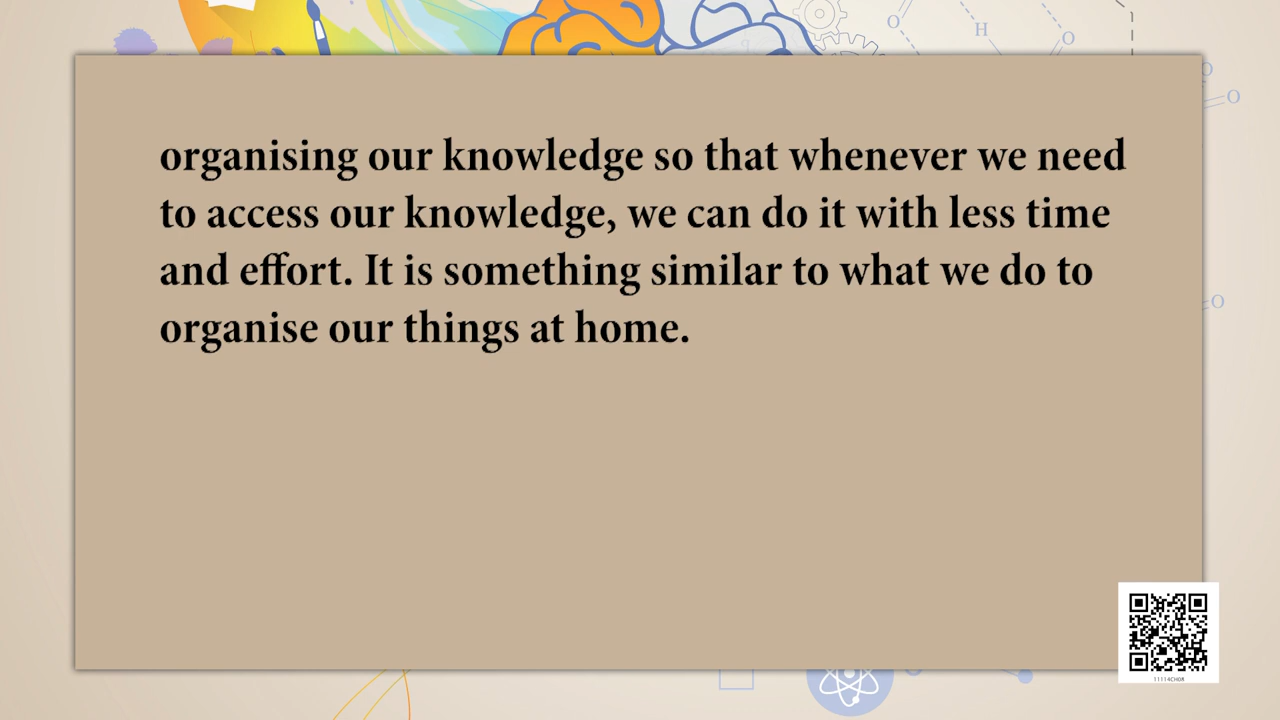 O
H
O
O
O
organising our knowledge so that whenever we need
to access our knowledge, we can do it with less time
and effort. It is something similar to what we do to
O
organise our things at home.
11114CH08